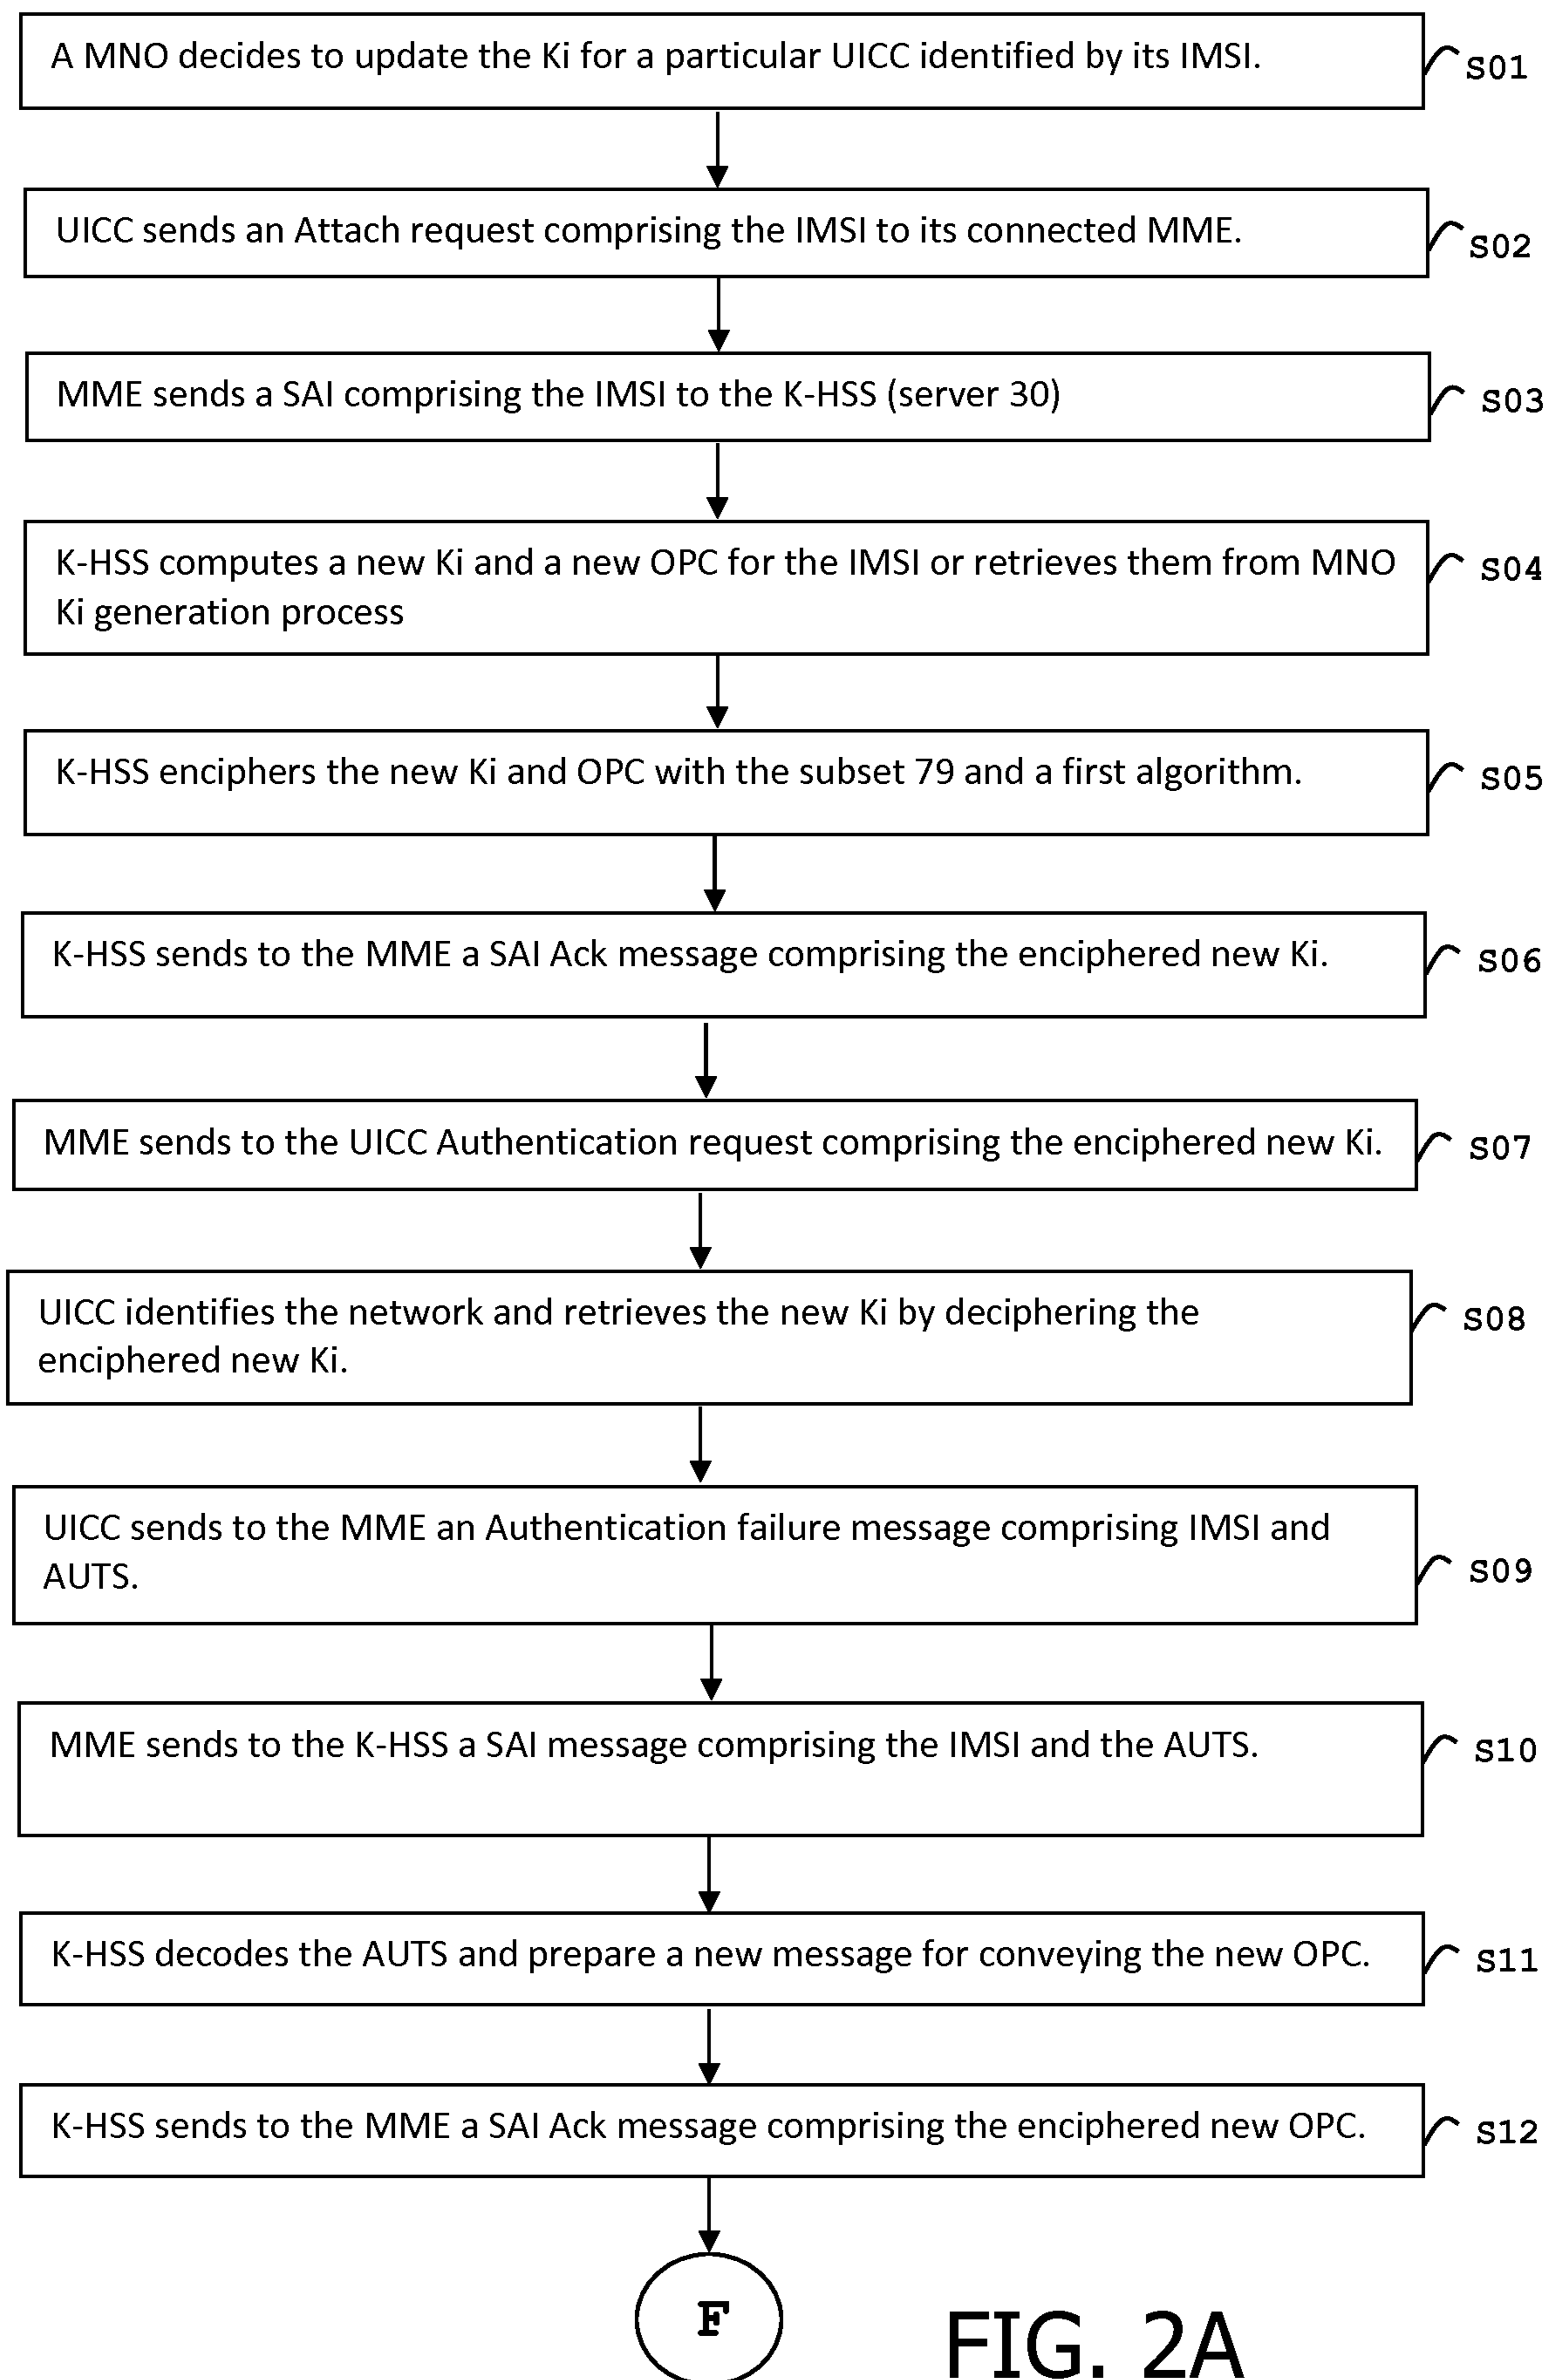 A MNO decides to update the Ki for a particular UICC identified by its IMSI.
S01
UICC sends an Attach request comprising the IMSI to its connected MME.
S02
MME sends a SAI comprising the IMSI to the K-HSS (server 30)
S03
K-HSS computes a new Ki and a new OPC for the IMSI or retrieves them from MNO
Ki generation process
S04
K-HSS enciphers the new Ki and OPC with the subset 79 and a first algorithm.
S05
K-HSS sends to the MME a SAI Ack message comprising the enciphered new Ki.
S06
MME sends to the UICC Authentication request comprising the enciphered new Ki.
S07
UICC identifies the network and retrieves the new Ki by deciphering the
enciphered new Ki.
S08
UICC sends to the MME an Authentication failure message comprising IMSI and
AUTS.
S09
MME sends to the K-HSS a SAI message comprising the IMSI and the AUTS.
S10
K-HSS decodes the AUTS and prepare a new message for conveying the new OPC.
S11
K-HSS sends to the MME a SAI Ack message comprising the enciphered new OPC.
S12
F
FIG. 2A